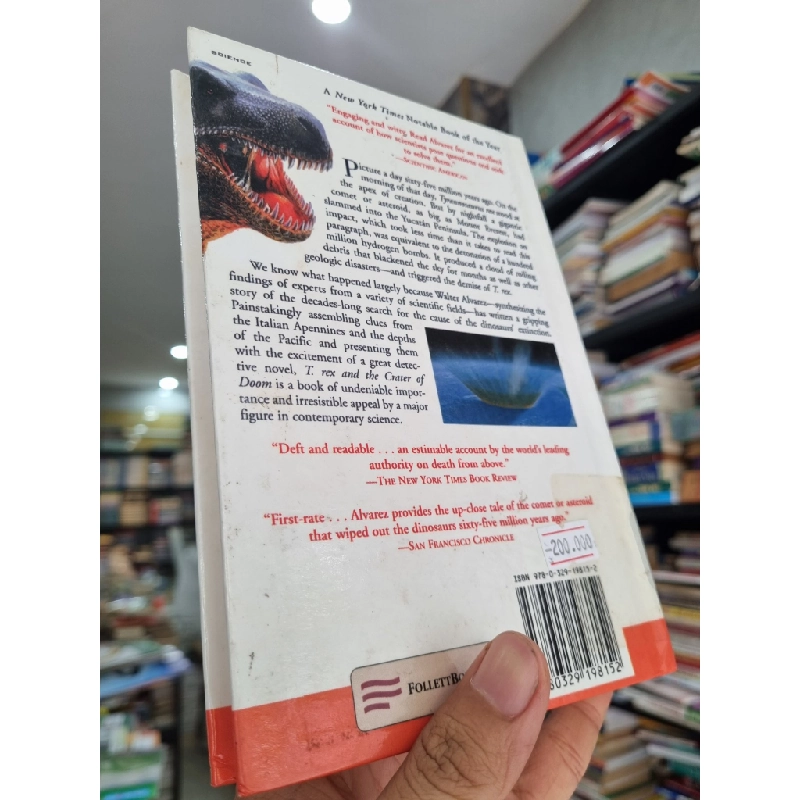 SCIENCE
A New York Times Notable Book of the Year
"Engaging and witty. Read Alvarez for an excellent
account of how scientists pose questions and seek
to solve them."
—SCIENTIFIC AMERICAN
Picture a day sixty-five million years ago. On the
morning of that day, Tyrannosaurus rex stood at
the apex of creation. But by nightfall a gigantic
comet or asteroid, as big as Mount Everest, had
slammed into the Yucatán Peninsula. The explosion on
impact, which took less time than it takes to read this
paragraph, was equivalent to the detonation of a hundred
million hydrogen bombs. It produced a cloud of roiling
debris that blackened the sky for months as well as other
geologic disasters—and triggered the demise of T. rex.
We know what happened largely because Walter Alvarez—synthesizing the
findings of experts from a variety of scientific fields—has written a gripping
story of the decades-long search for the cause of the dinosaurs' extinction.
Painstakingly assembling clues from
the Italian Apennines and the depths
of the Pacific and presenting them
with the excitement of a great detec-
tive novel, T. rex and the Crater of
Doom is a book of undeniable impor-
tance and irresistible appeal by a major
figure in contemporary science.
"Deft and readable . . . an estimable account by the world's leading
authority on death from above."
—THE NEW YORK TIMES BOOK REVIEW
"First-rate . . . Alvarez provides the up-close tale of the comet or asteroid
that wiped out the dinosaurs sixty-five million years ago."
—SAN FRANCISCO CHRONICLE
200.000
ISBN 978-0-329-19815-2
80329 198152